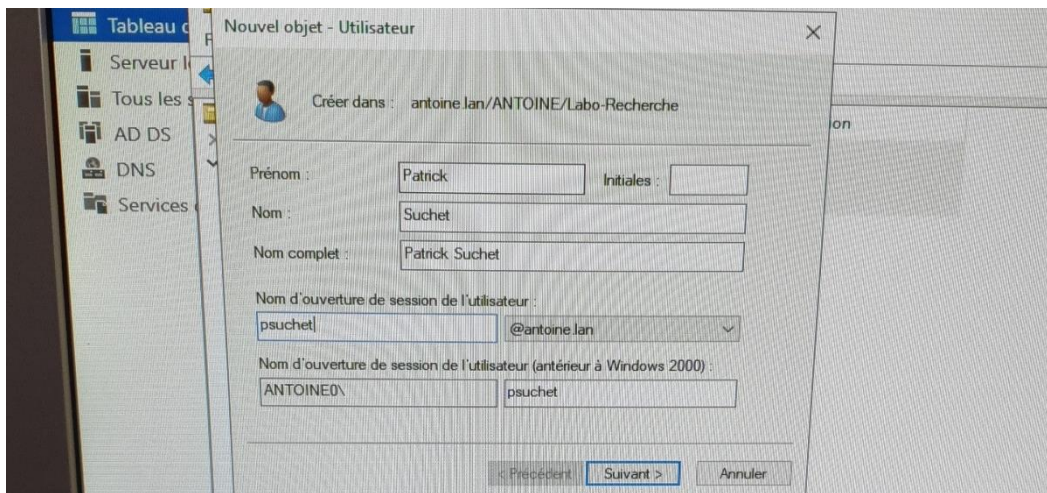 Tableau
Nouvel objet - Utilisateur
Serveur
Tous les
AD DS
DNS
Services
Créer dans : antoine.lan/ANTOINE/Labo-Recherche
Prénom : Patrick Initiales :
Nom : Suchet
Nom complet : Patrick Suchet
Nom d'ouverture de session de l'utilisateur :
psuchet @antoine.lan
Nom d'ouverture de session de l'utilisateur (antérieur à Windows 2000) :
ANTOINE0\ psuchet
< Précédent Suivant > Annuler